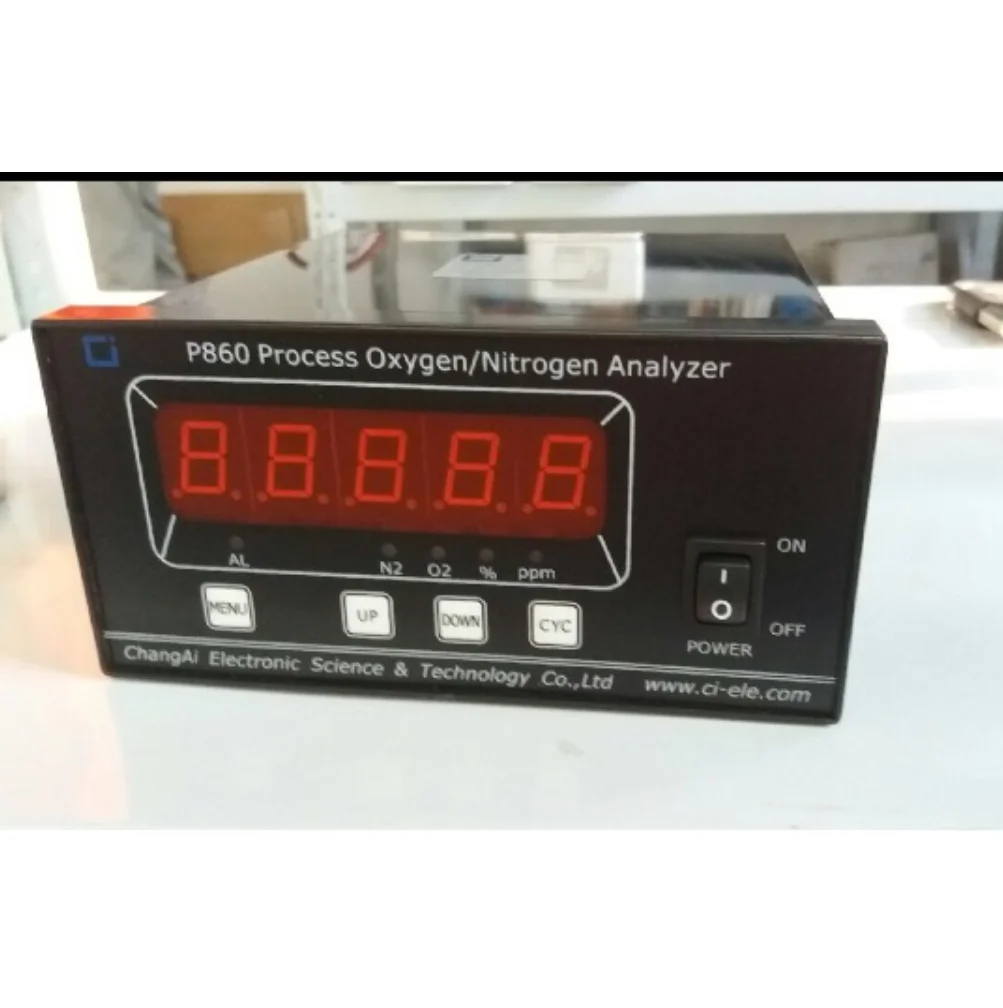 Ci
P860 Process Oxygen/Nitrogen Analyzer
88888
AL N2 O2 % ppm
MENU UP DOWN CYC
ON
I
O
OFF
POWER
ChangAi Electronic Science & Technology Co.,Ltd www.ci-ele.com